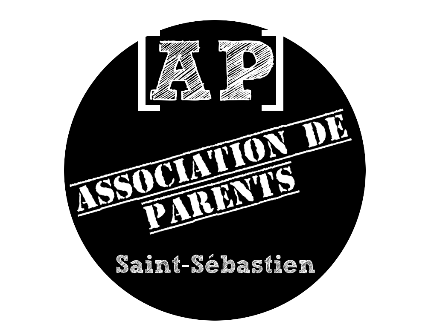 [AP]
ASSOCIATION DE
PARENTS
Saint-Sébastien